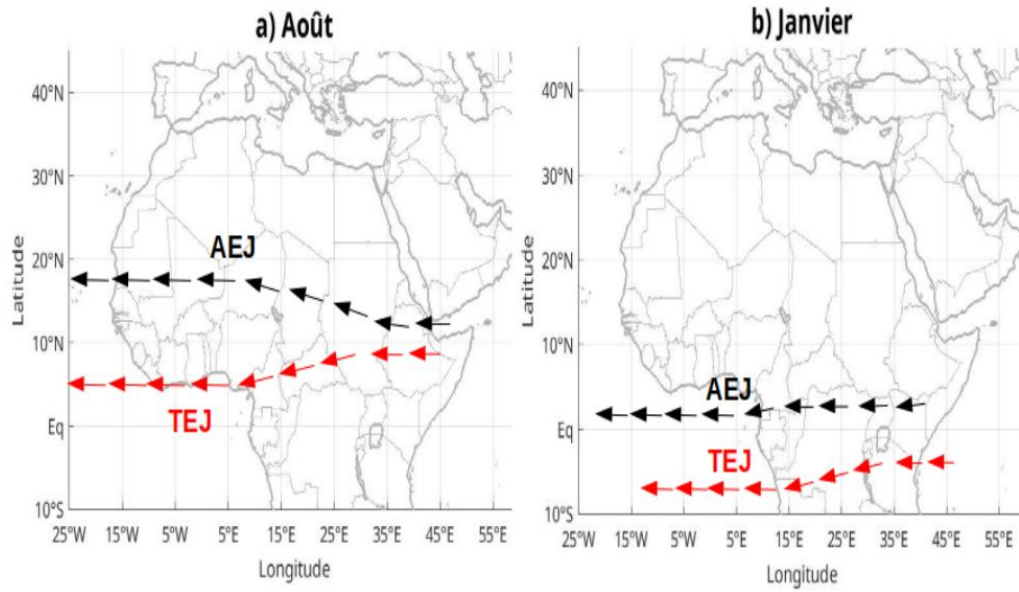 a) Août
40°N
30°N
20°N
10°N
Eq
10°S
Latitude
AEJ
TEJ
25°W 15°W 5°W 5°E 15°E 25°E 35°E 45°E 55°E
Longitude
b) Janvier
40°N
30°N
20°N
10°N
Eq
10°S
Latitude
AEJ
TEJ
25°W 15°W 5°W 5°E 15°E 25°E 35°E 45°E 55°E
Longitude